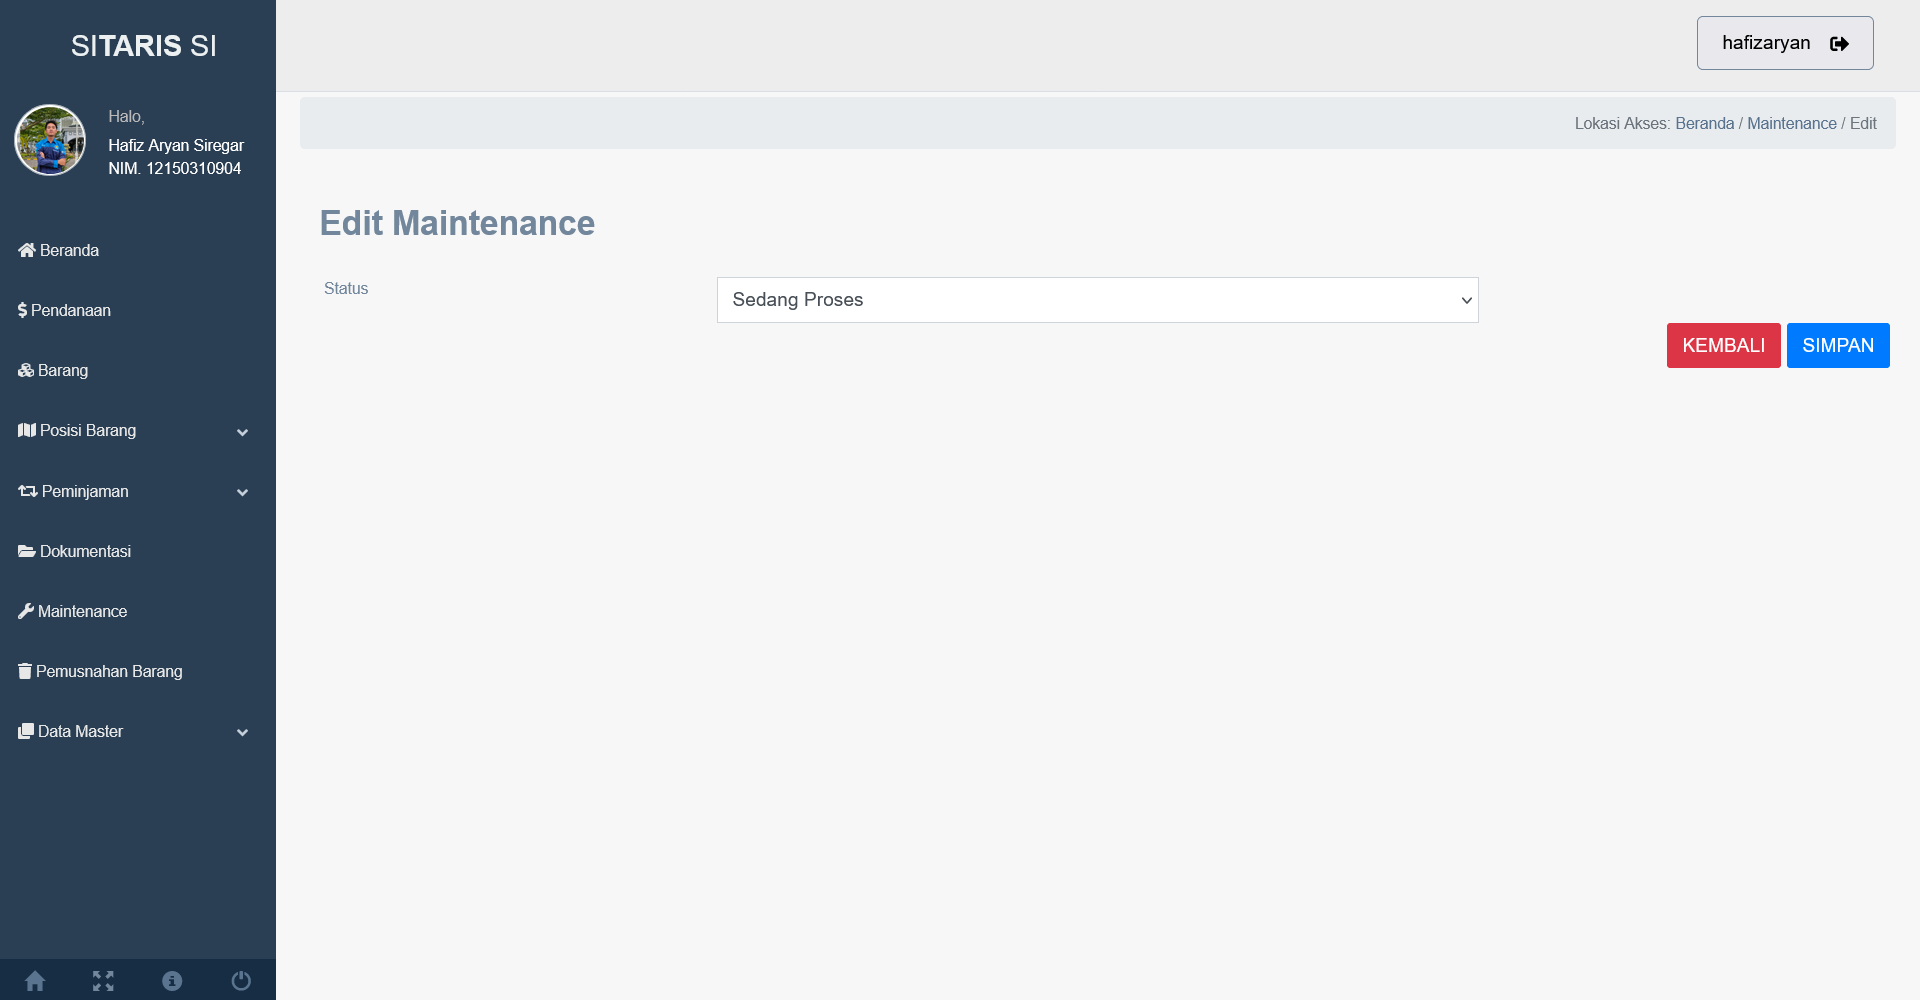 SITARIS SI
hafizaryan
Halo,
Hafiz Aryan Siregar
NIM. 12150310904
Lokasi Akses: Beranda / Maintenance / Edit
Beranda
Pendanaan
Barang
Posisi Barang
Peminjaman
Dokumentasi
Maintenance
Pemusnahan Barang
Data Master
Edit Maintenance
Status
Sedang Proses
KEMBALI
SIMPAN